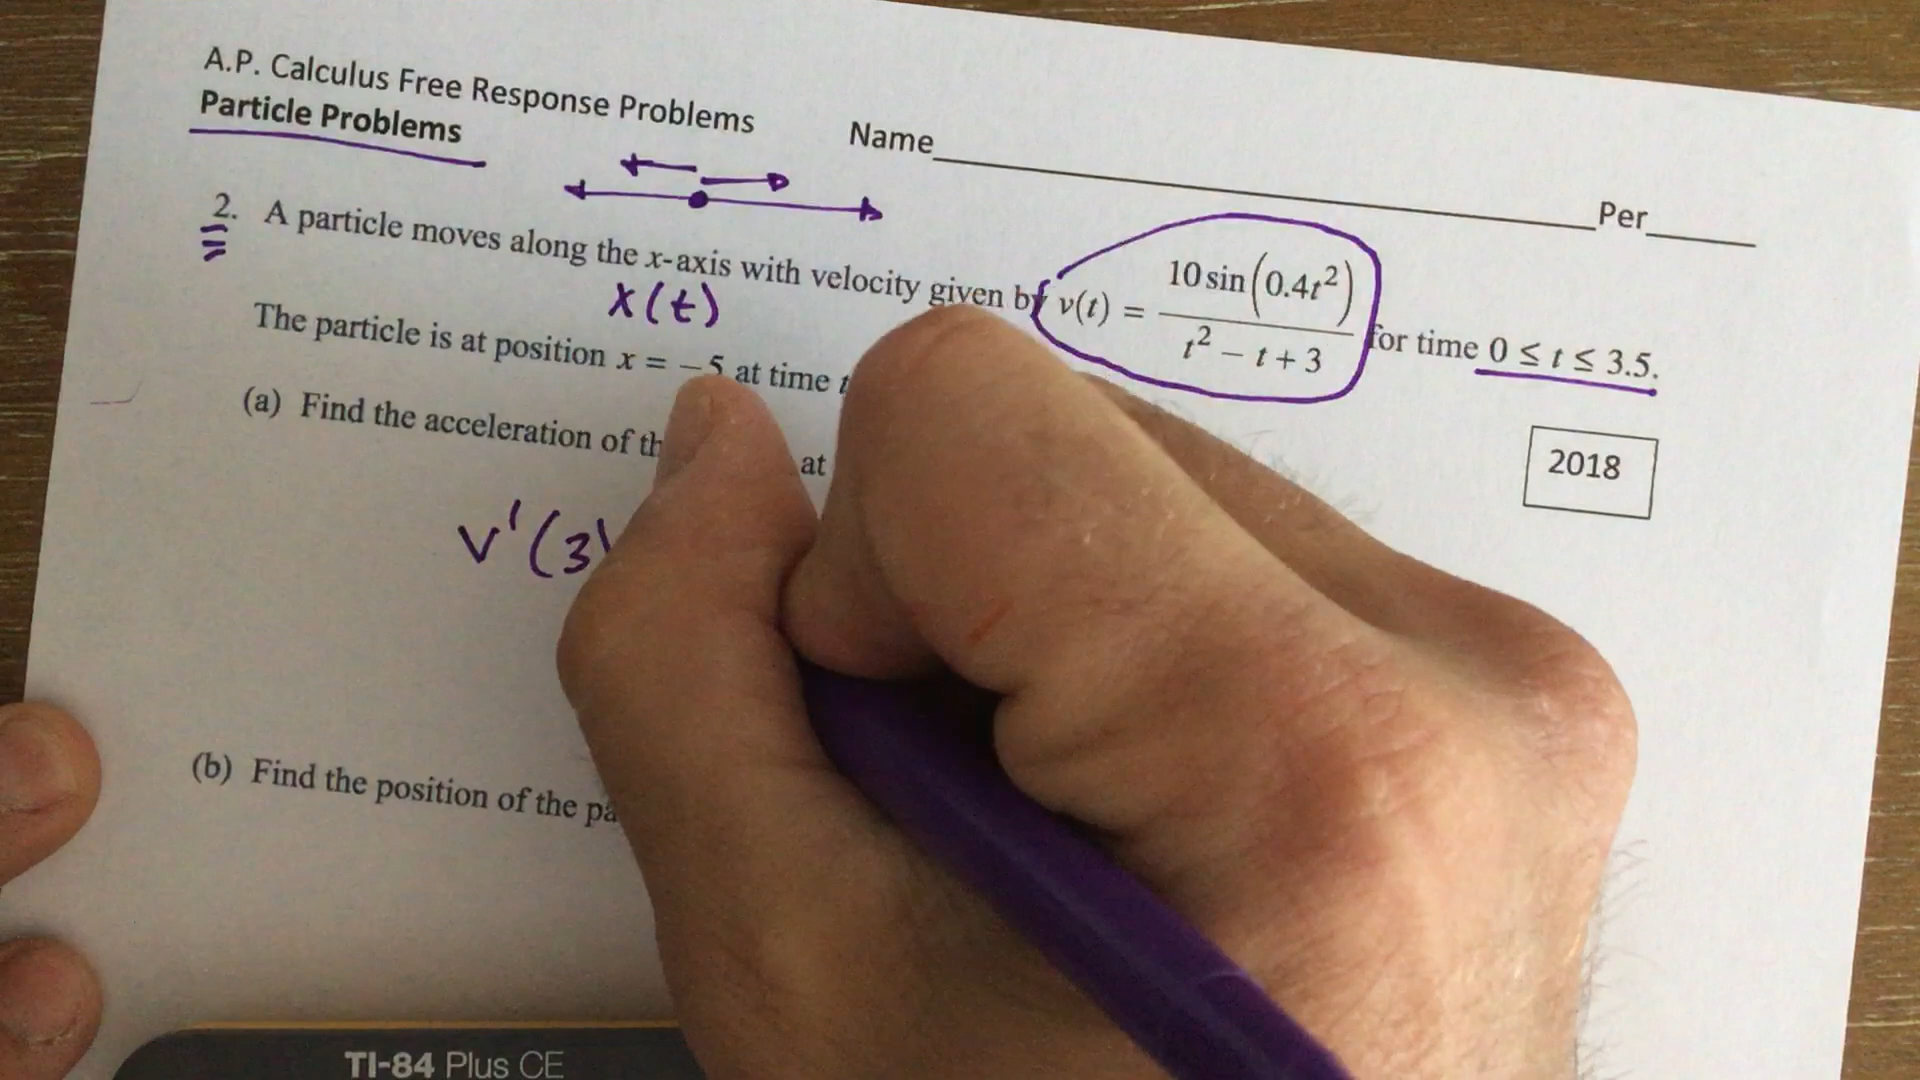 A.P. Calculus Free Response Problems
Particle Problems
Name Per
2. A particle moves along the x-axis with velocity given by v(t) = 10 sin(0.4t²) / t² − t + 3 for time 0 ≤ t ≤ 3.5.
x(t)
The particle is at position x = −5 at time t
(a) Find the acceleration of at
2018
v'(3
(b) Find the position of the
TI-84 Plus CE